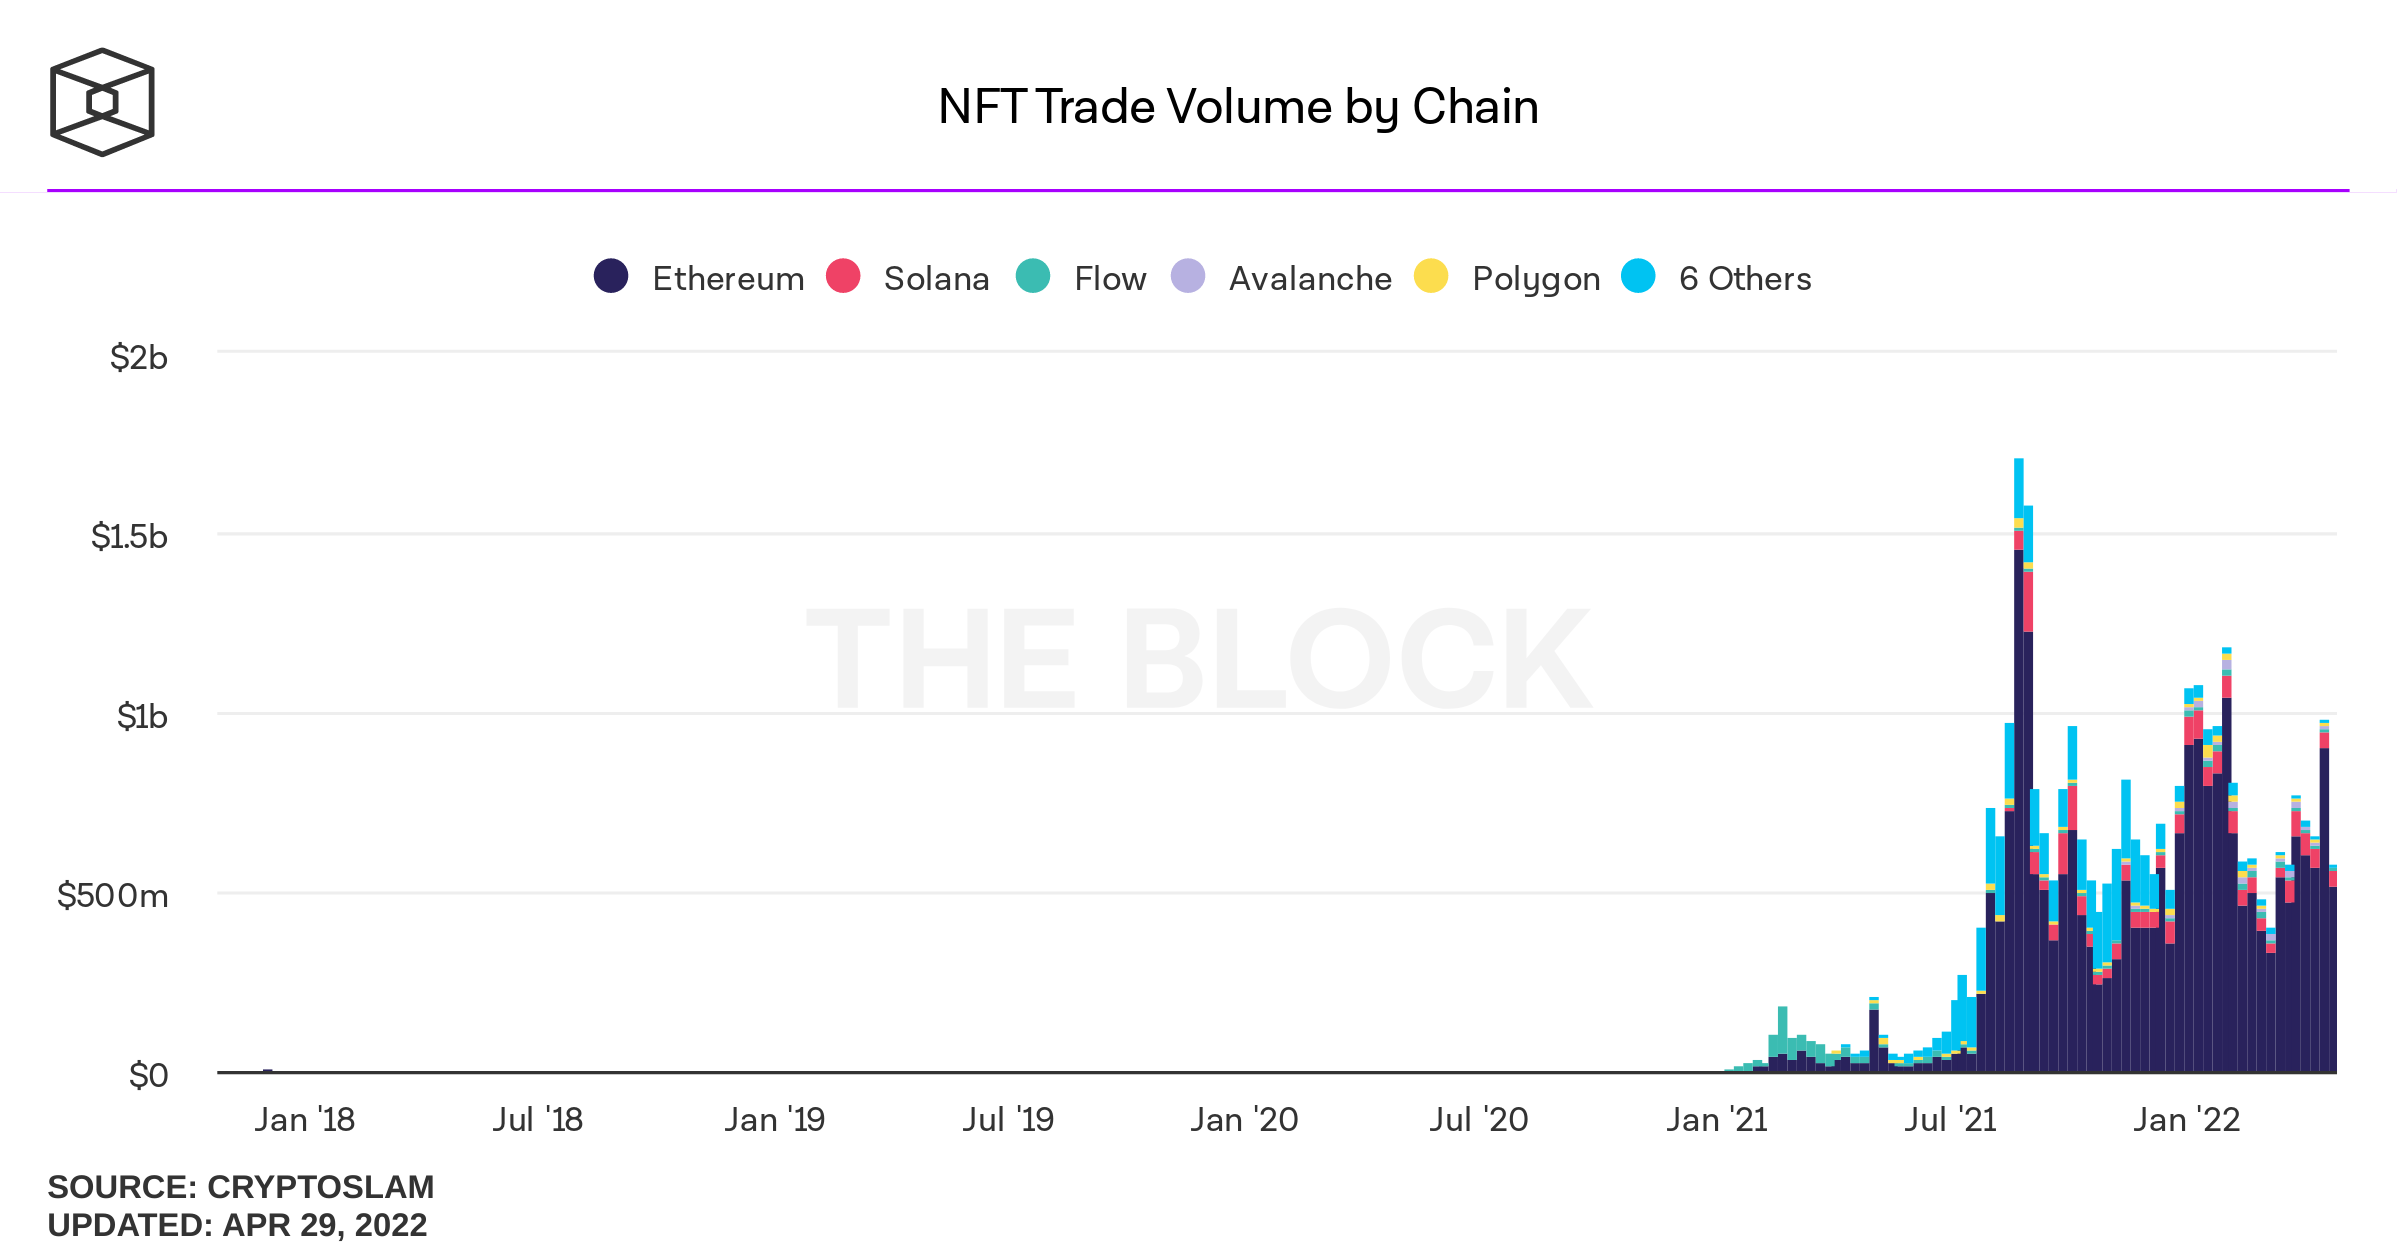 NFT Trade Volume by Chain
Ethereum Solana Flow Avalanche Polygon 6 Others
$2b
$1.5b
$1b
$500m
$0
THE BLOCK
Jan '18 Jul '18 Jan '19 Jul '19 Jan '20 Jul '20 Jan '21 Jul '21 Jan '22
SOURCE: CRYPTOSLAM
UPDATED: APR 29, 2022